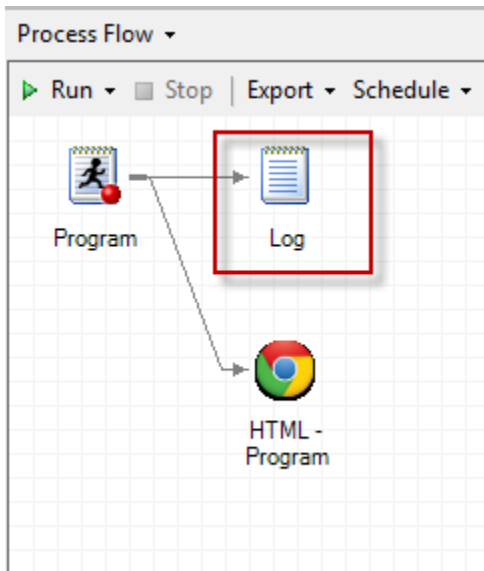 Process Flow
Run Stop | Export Schedule
Program
Log
HTML -
Program